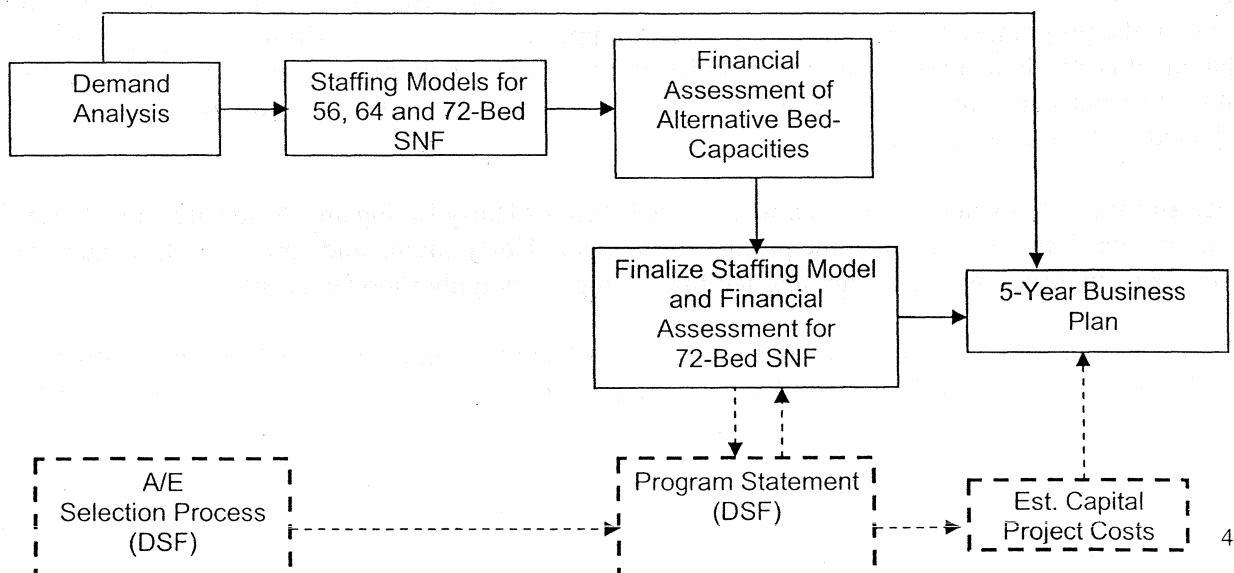 Demand
Analysis
Staffing Models for
56, 64 and 72-Bed
SNF
Financial
Assessment of
Alternative Bed-
Capacities
Finalize Staffing Model
and Financial
Assessment for
72-Bed SNF
5-Year Business
Plan
A/E
Selection Process
(DSF)
Program Statement
(DSF)
Est. Capital
Project Costs
4